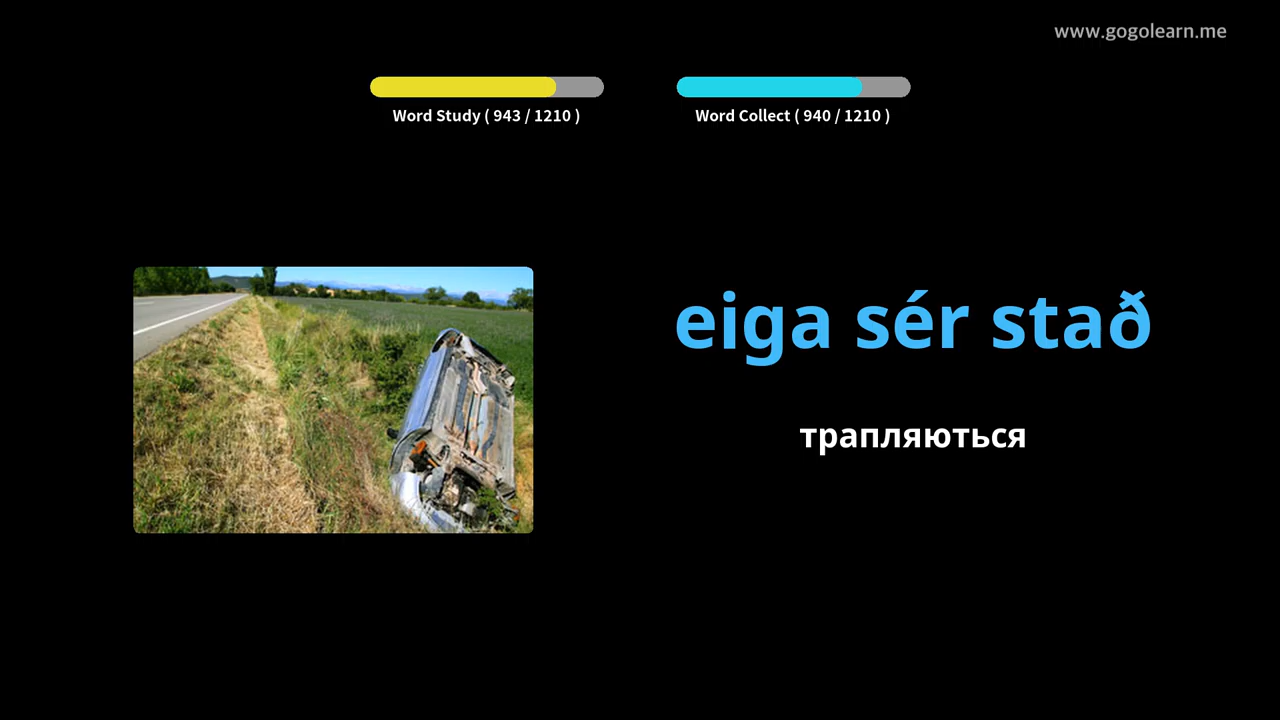 www.gogolearn.me
Word Study ( 943 / 1210 )
Word Collect ( 940 / 1210 )
eiga sér stað
трапляються